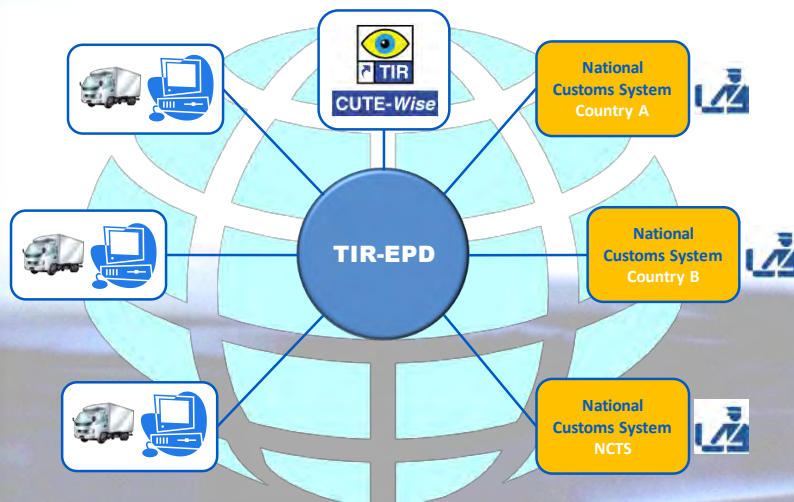 TIR
CUTE-Wise
National
Customs System
Country A
TIR-EPD
National
Customs System
Country B
National
Customs System
NCTS